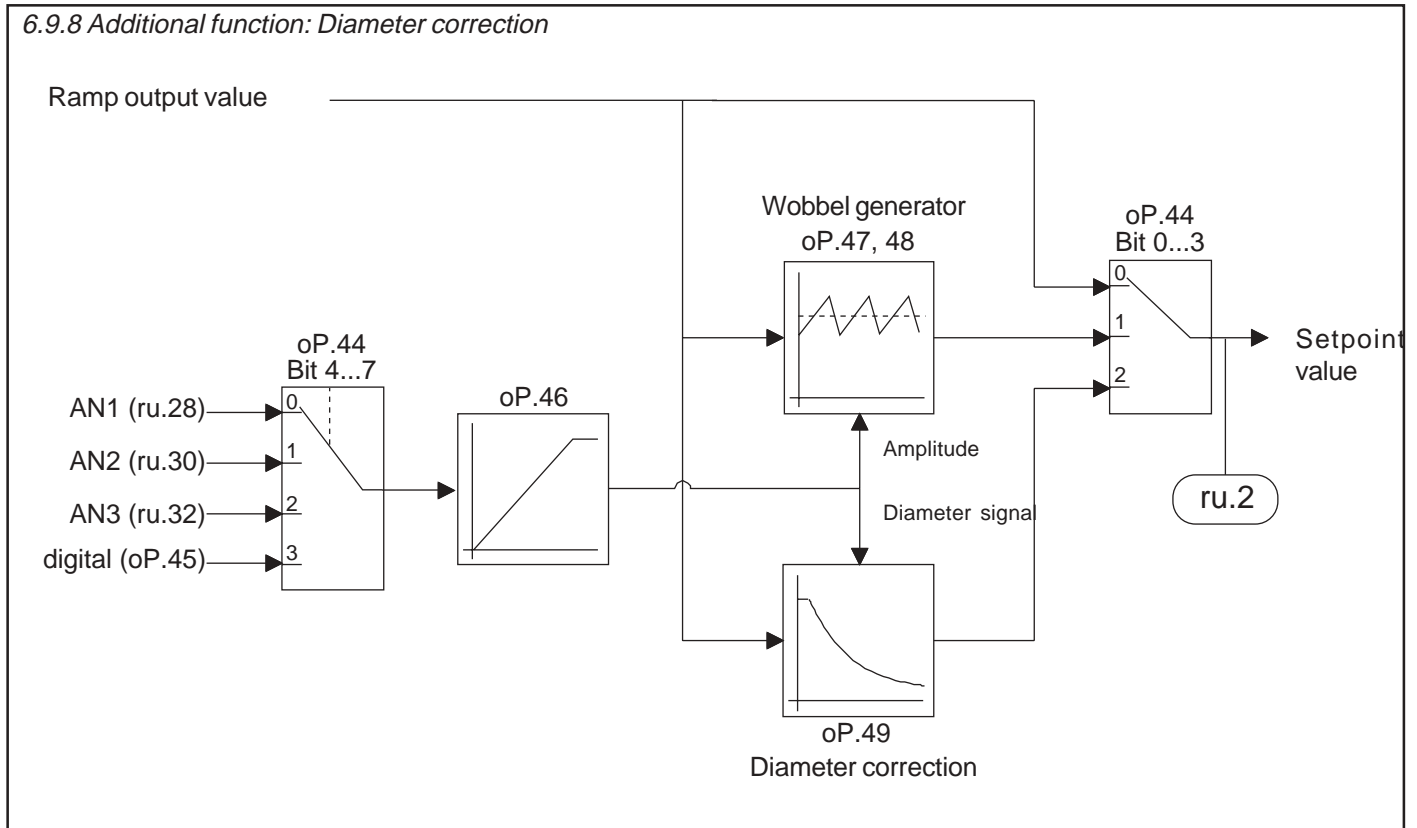 6.9.8 Additional function: Diameter correction
Ramp output value
Wobbel generator
oP.47, 48
oP.44
Bit 0...3
0
1
2
Setpoint
value
ru.2
oP.44
Bit 4...7
AN1 (ru.28)
AN2 (ru.30)
AN3 (ru.32)
digital (oP.45)
0
1
2
3
oP.46
Amplitude
Diameter signal
oP.49
Diameter correction